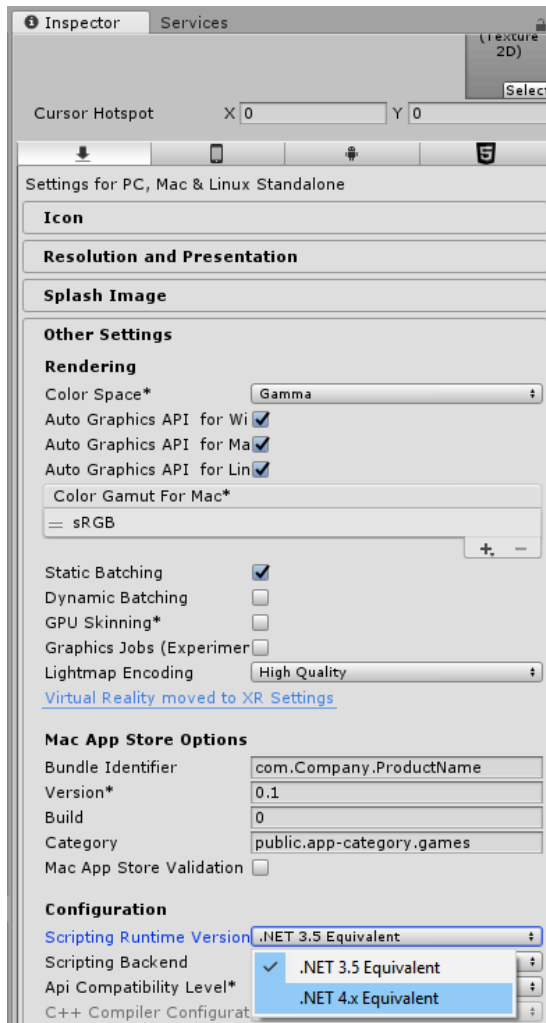 Inspector Services
(Texture
2D)
Select
Cursor Hotspot X 0 Y 0
Settings for PC, Mac & Linux Standalone
Icon
Resolution and Presentation
Splash Image
Other Settings
Rendering
Color Space* Gamma
Auto Graphics API for Wi
Auto Graphics API for Ma
Auto Graphics API for Lin
Color Gamut For Mac*
sRGB
Static Batching
Dynamic Batching
GPU Skinning*
Graphics Jobs (Experimer
Lightmap Encoding High Quality
Virtual Reality moved to XR Settings
Mac App Store Options
Bundle Identifier com.Company.ProductName
Version* 0.1
Build 0
Category public.app-category.games
Mac App Store Validation
Configuration
Scripting Runtime Version .NET 3.5 Equivalent
Scripting Backend .NET 3.5 Equivalent
Api Compatibility Level* .NET 4.x Equivalent
C++ Compiler Configurat